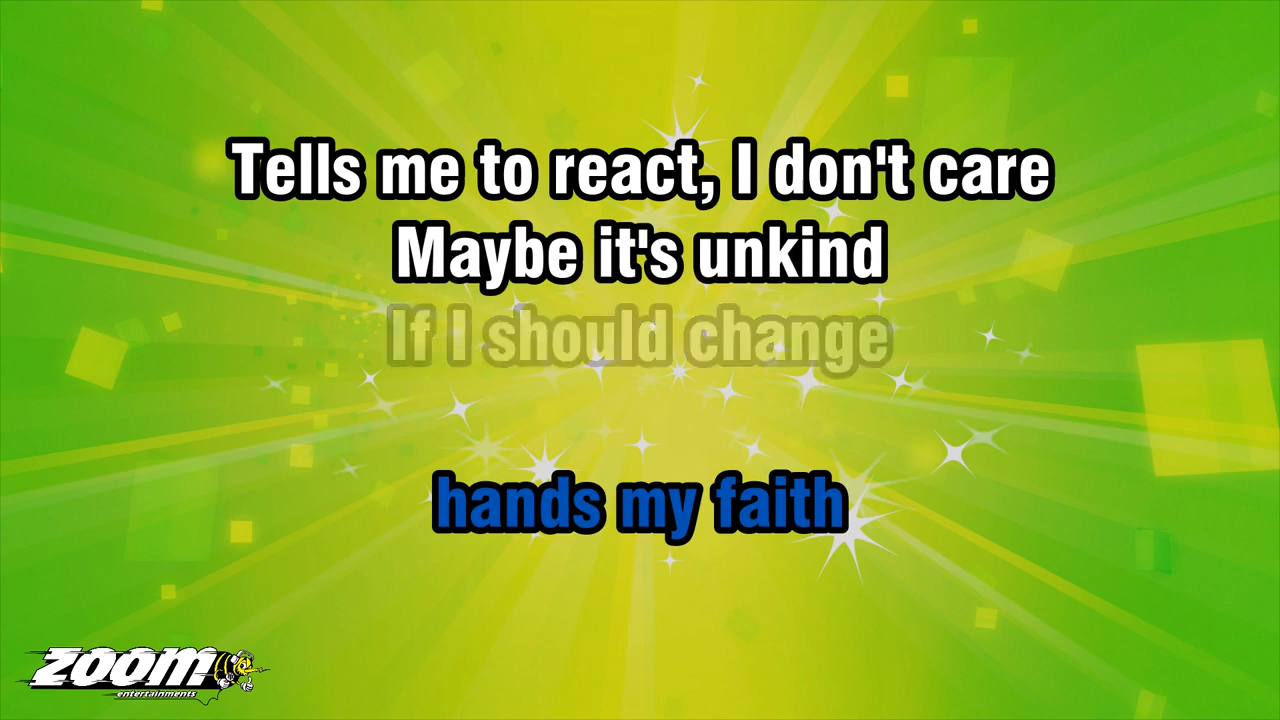 Tells me to react, I don't care
Maybe it's unkind
If I should change
hands my faith
zoom
entertainments